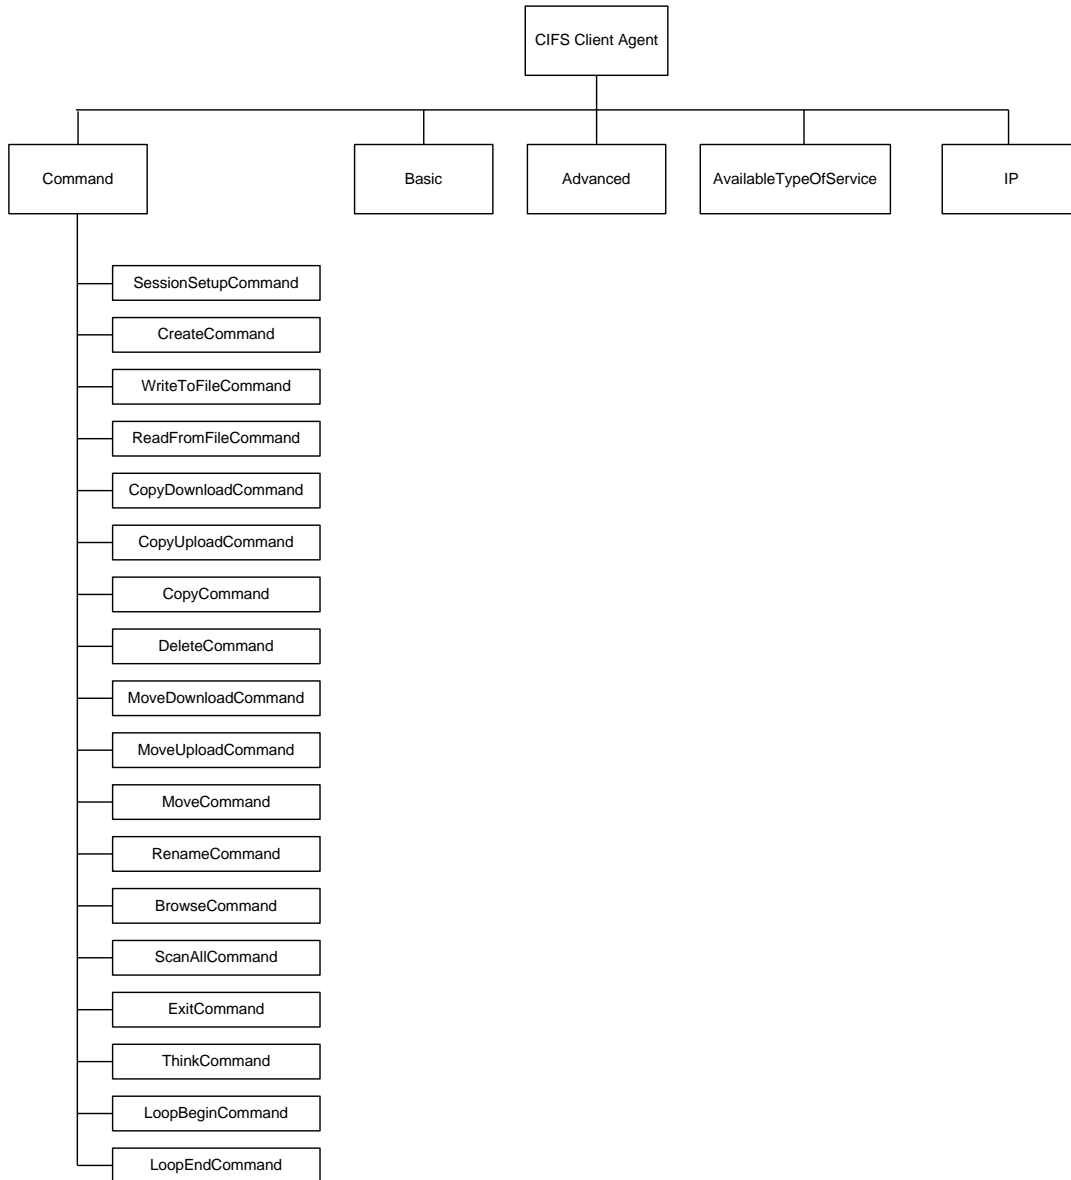 CIFS Client Agent
Command
Basic
Advanced
AvailableTypeOfService
IP
SessionSetupCommand
CreateCommand
WriteToFileCommand
ReadFromFileCommand
CopyDownloadCommand
CopyUploadCommand
CopyCommand
DeleteCommand
MoveDownloadCommand
MoveUploadCommand
MoveCommand
RenameCommand
BrowseCommand
ScanAllCommand
ExitCommand
ThinkCommand
LoopBeginCommand
LoopEndCommand